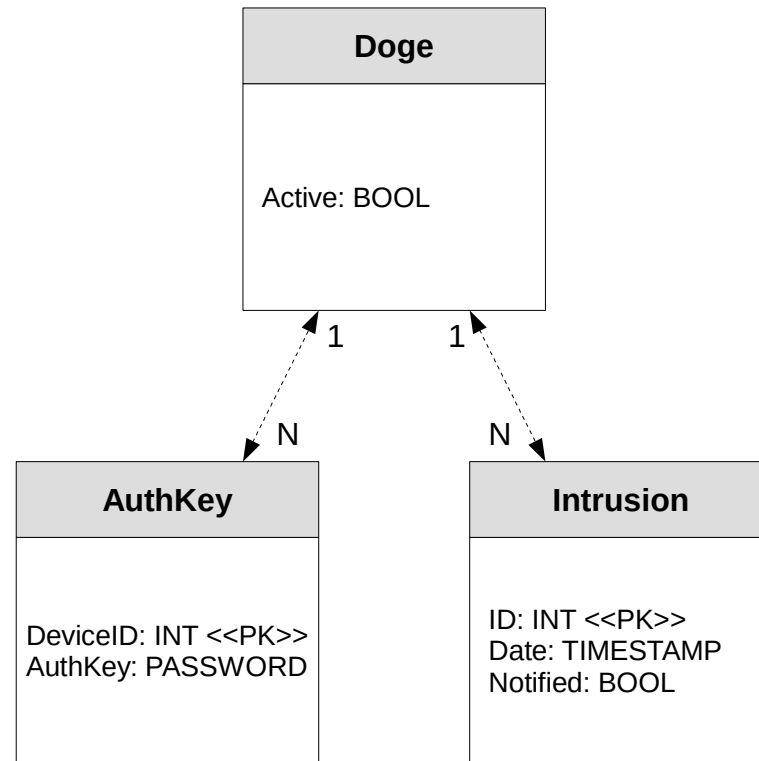 Doge
Active: BOOL
1
1
N
N
AuthKey
Intrusion
DeviceID: INT <<PK>>
AuthKey: PASSWORD
ID: INT <<PK>>
Date: TIMESTAMP
Notified: BOOL